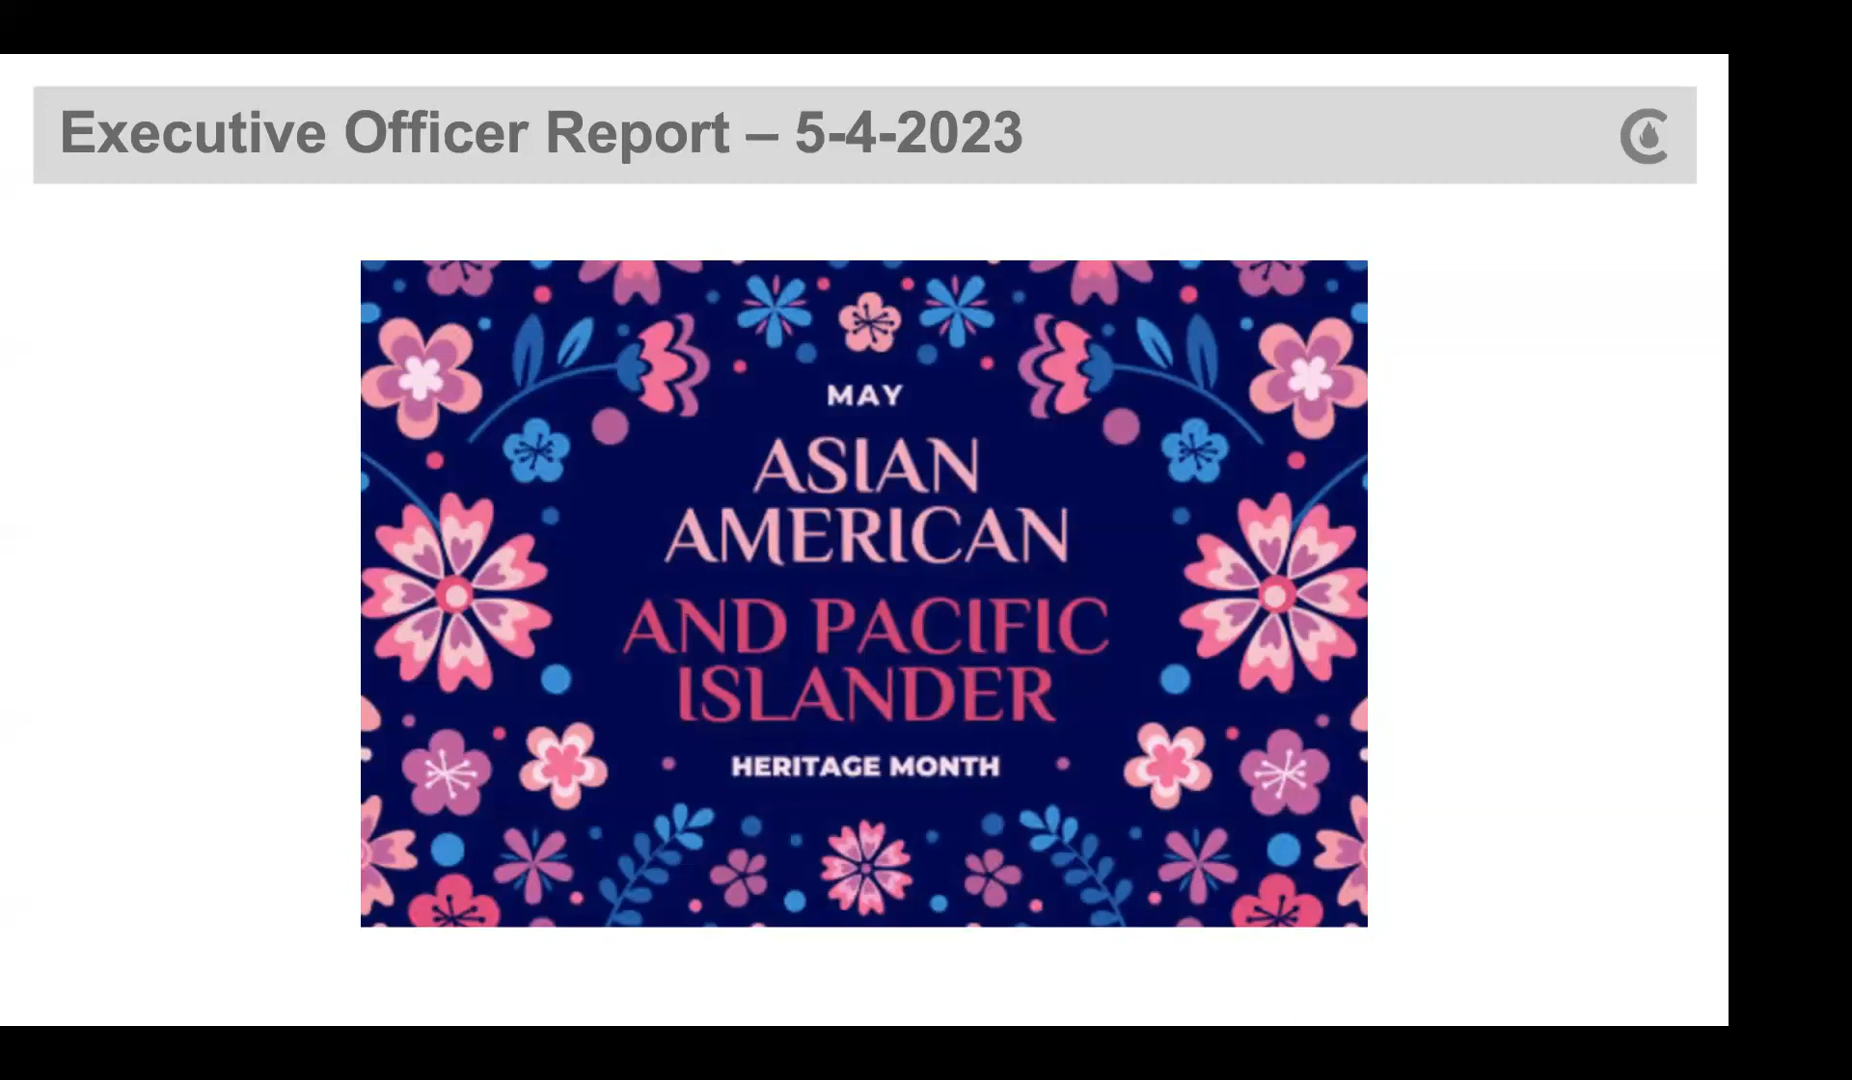 Executive Officer Report – 5-4-2023
MAY
ASIAN
AMERICAN
AND PACIFIC
ISLANDER
HERITAGE MONTH